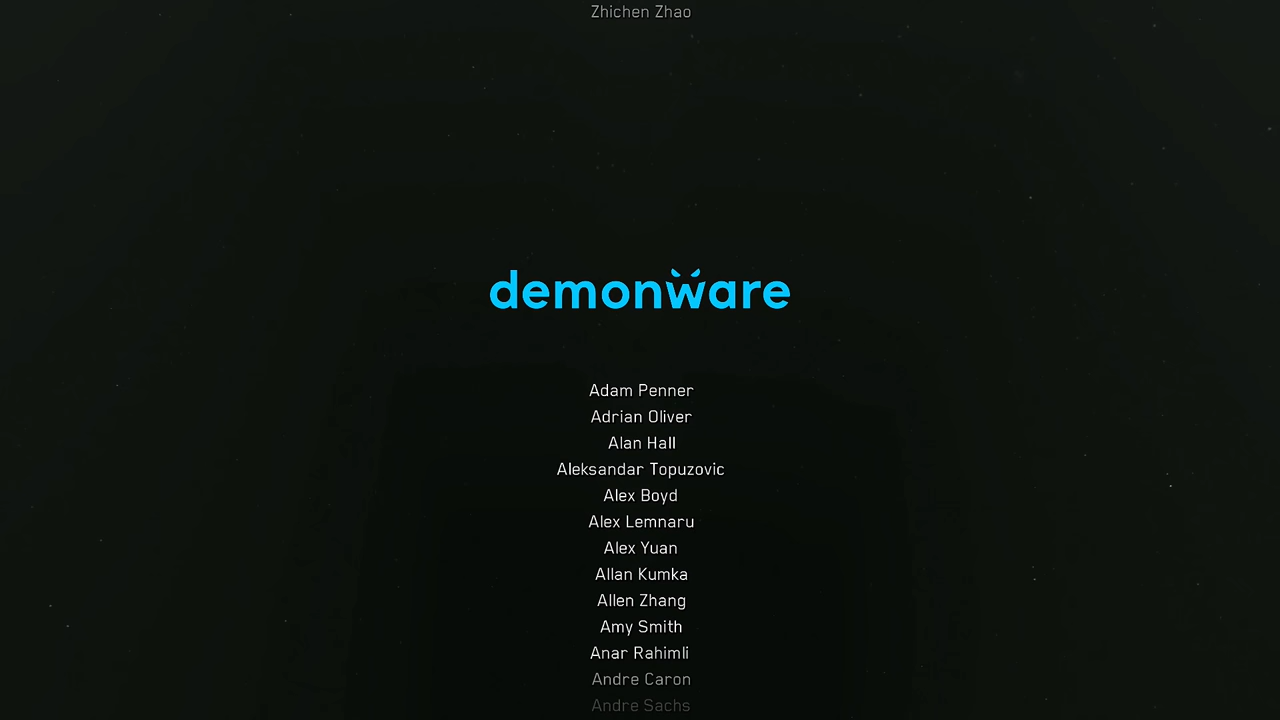 Zhichen Zhao
demonware
Adam Penner
Adrian Oliver
Alan Hall
Aleksandar Topuzovic
Alex Boyd
Alex Lemnaru
Alex Yuan
Allan Kumka
Allen Zhang
Amy Smith
Anar Rahimli
Andre Caron
Andre Sachs